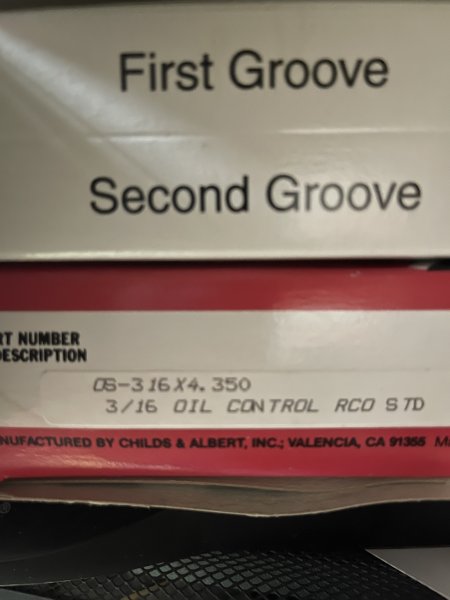 First Groove
Second Groove
RT NUMBER
DESCRIPTION
OS-316X4.350
3/16 OIL CONTROL RCO STD
NUFACTURED BY CHILDS & ALBERT, INC.; VALENCIA, CA 91355 M
®